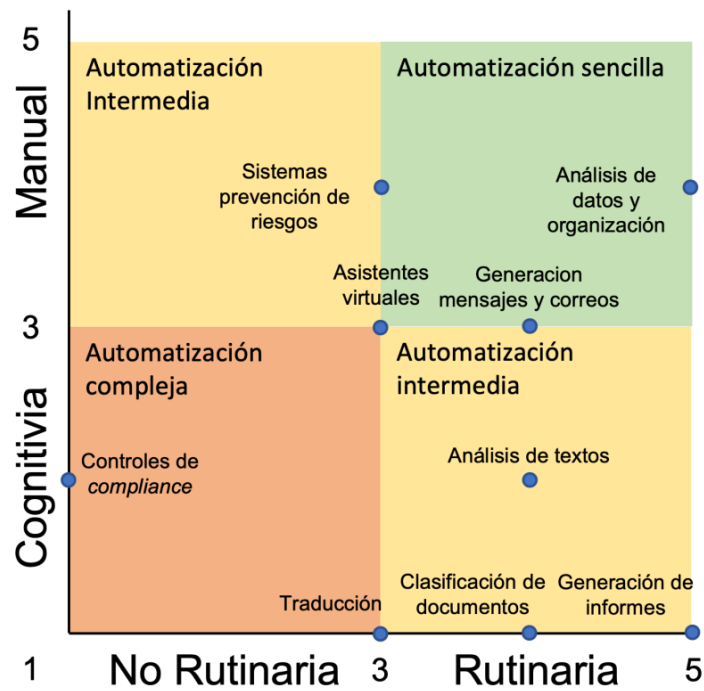 5
Manual
3
Cognitivia
1
Automatización
Intermedia
Automatización sencilla
Sistemas
prevención de
riesgos
Análisis de
datos y
organización
Asistentes
virtuales
Generacion
mensajes y correos
Automatización
compleja
Automatización
intermedia
Controles de
compliance
Análisis de textos
Traducción
Clasificación de
documentos
Generación de
informes
No Rutinaria
3
Rutinaria
5